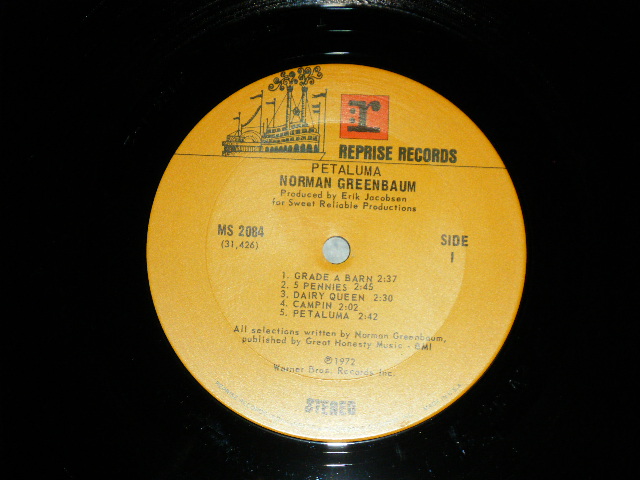 r
REPRISE RECORDS
PETALUMA
NORMAN GREENBAUM
Produced by Erik Jacobsen
for Sweet Reliable Productions
MS 2084
(31,426)
SIDE
1
1. GRADE A BARN 2:37
2. 5 PENNIES 2:45
3. DAIRY QUEEN 2:30
4. CAMPIN 2:02
5. PETALUMA 2:42
All selections written by Norman Greenbaum,
published by Great Honesty Music - BMI
℗1972
Warner Bros. Records Inc.
STEREO